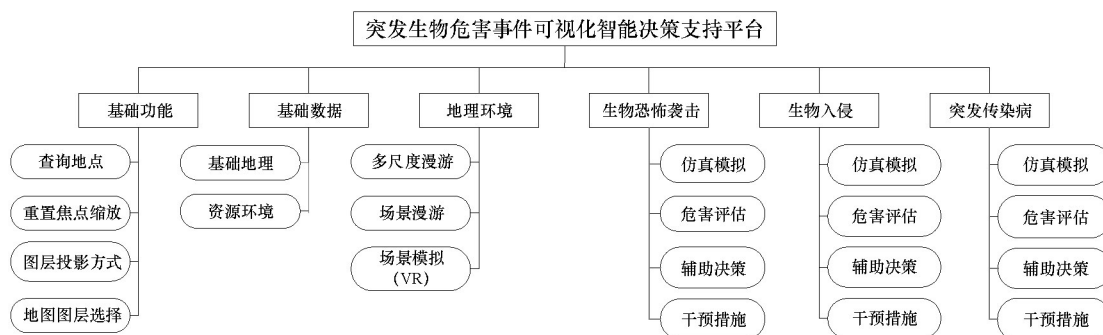 突发生物危害事件可视化智能决策支持平台
基础功能
基础数据
地理环境
生物恐怖袭击
生物入侵
突发传染病
查询地点
重置焦点缩放
图层投影方式
地图图层选择
基础地理
资源环境
多尺度漫游
场景漫游
场景模拟
（VR）
仿真模拟
危害评估
辅助决策
干预措施
仿真模拟
危害评估
辅助决策
干预措施
仿真模拟
危害评估
辅助决策
干预措施